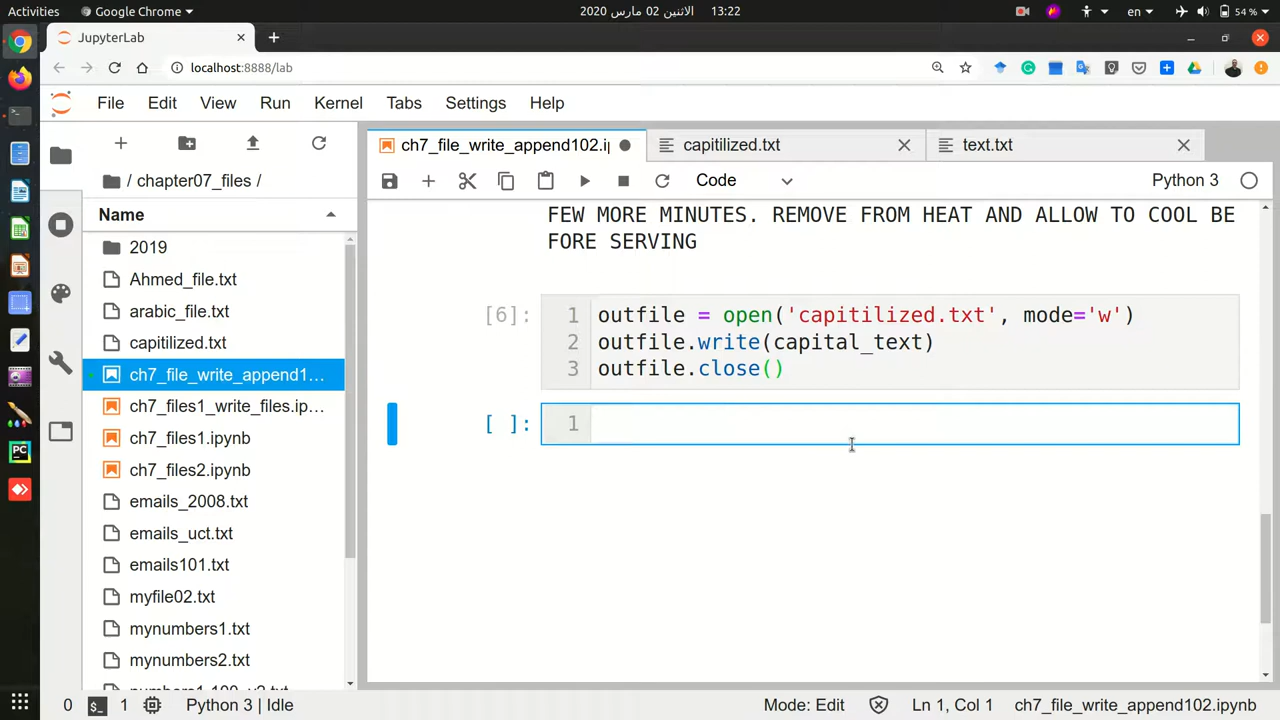 Activities
Google Chrome
الاثنين 02 مارس 2020 13:22
en
54 %
JupyterLab
localhost:8888/lab
File Edit View Run Kernel Tabs Settings Help
ch7_file_write_append102.i
capitilized.txt
text.txt
/ chapter07_files /
Code
Python 3
Name
2019
Ahmed_file.txt
arabic_file.txt
capitilized.txt
ch7_file_write_append1...
ch7_files1_write_files.ip...
ch7_files1.ipynb
ch7_files2.ipynb
emails_2008.txt
emails_uct.txt
emails101.txt
myfile02.txt
mynumbers1.txt
mynumbers2.txt
FEW MORE MINUTES. REMOVE FROM HEAT AND ALLOW TO COOL BE
FORE SERVING
[6]:
1 outfile = open('capitilized.txt', mode='w')
2 outfile.write(capital_text)
3 outfile.close()
[ ]:
1
PC
0
$_
1
Python 3 | Idle
Mode: Edit
Ln 1, Col 1
ch7_file_write_append102.ipynb